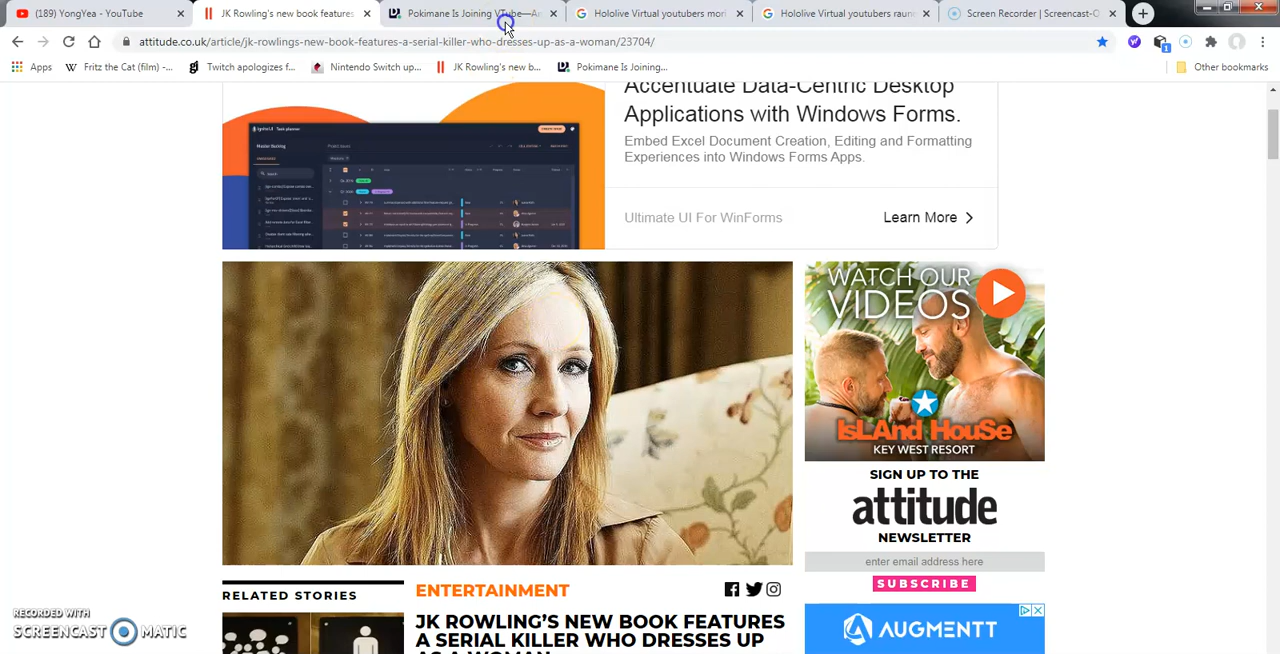 (189) YongYea - YouTube
JK Rowling's new book features
Pokimane Is Joining VTube—An
Hololive Virtual youtubers mor
Hololive Virtual youtubers raun
Screen Recorder | Screencast-O
attitude.co.uk/article/jk-rowlings-new-book-features-a-serial-killer-who-dresses-up-as-a-woman/23704/
Apps
Fritz the Cat (film) -...
Twitch apologizes f...
Nintendo Switch up...
JK Rowling's new b...
Pokimane Is Joining...
Other bookmarks
Accentuate Data-Centric Desktop
Applications with Windows Forms.
Embed Excel Document Creation, Editing and Formatting
Experiences into Windows Forms Apps.
Ultimate UI For WinForms
Learn More
WATCH OUR
VIDEOS
ISLAnD HouSe
KEY WEST RESORT
SIGN UP TO THE
attitude
NEWSLETTER
enter email address here
SUBSCRIBE
RELATED STORIES
ENTERTAINMENT
JK ROWLING'S NEW BOOK FEATURES
A SERIAL KILLER WHO DRESSES UP
AS A WOMAN
AUGMENTT
RECORDED WITH
SCREENCAST MATIC